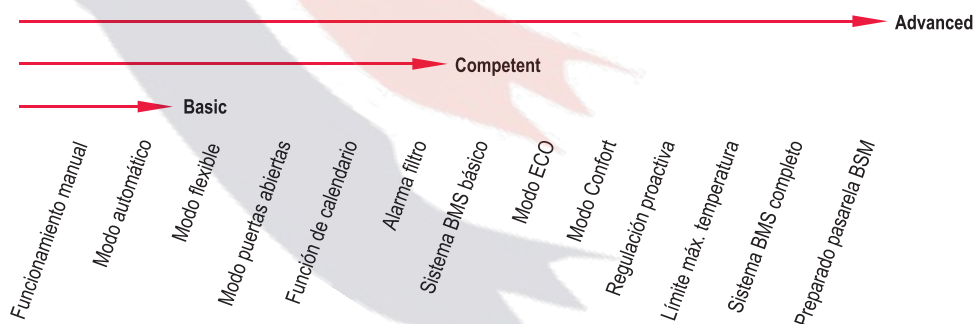 Advanced
Competent
Basic
Funcionamiento manual
Modo automático
Modo flexible
Modo puertas abiertas
Función de calendario
Alarma filtro
Sistema BMS básico
Modo ECO
Modo Confort
Regulación proactiva
Límite máx. temperatura
Sistema BMS completo
Preparado pasarela BSM